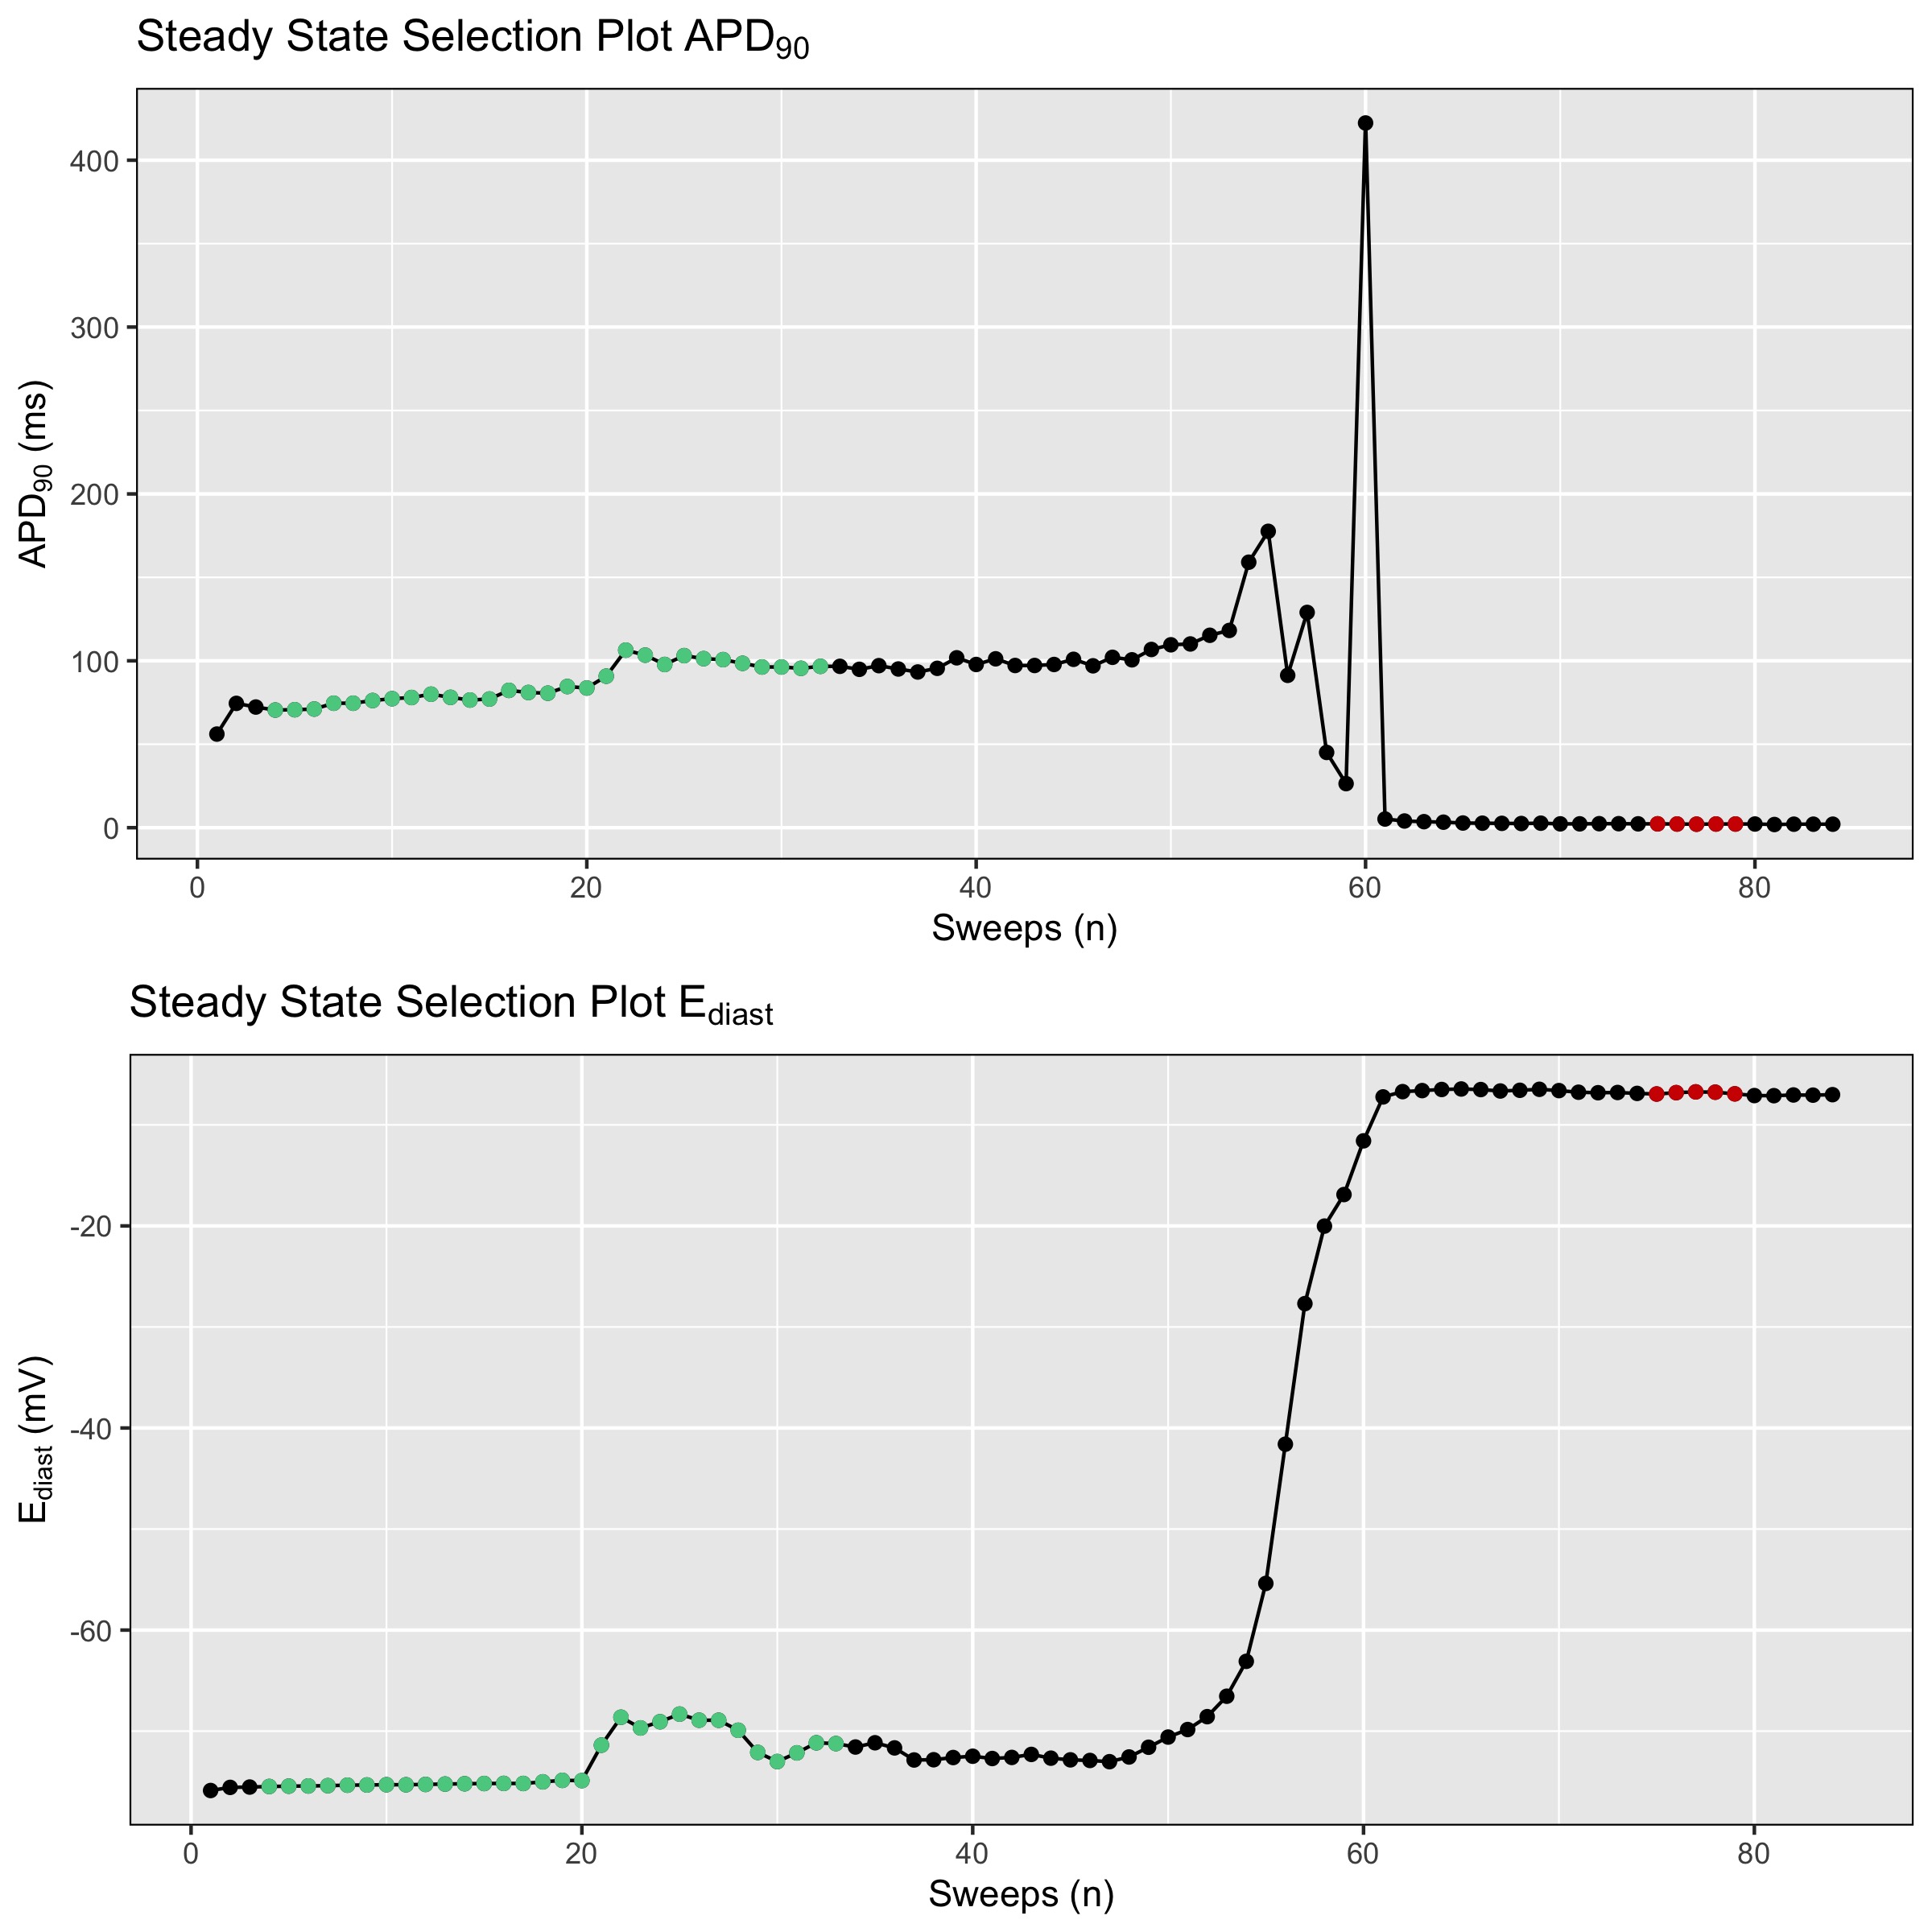 Steady State Selection Plot APD90
400
300
200
100
0
APD90 (ms)
0 20 40 60 80
Sweeps (n)
Steady State Selection Plot Ediast
-20
-40
-60
Ediast (mV)
0 20 40 60 80
Sweeps (n)